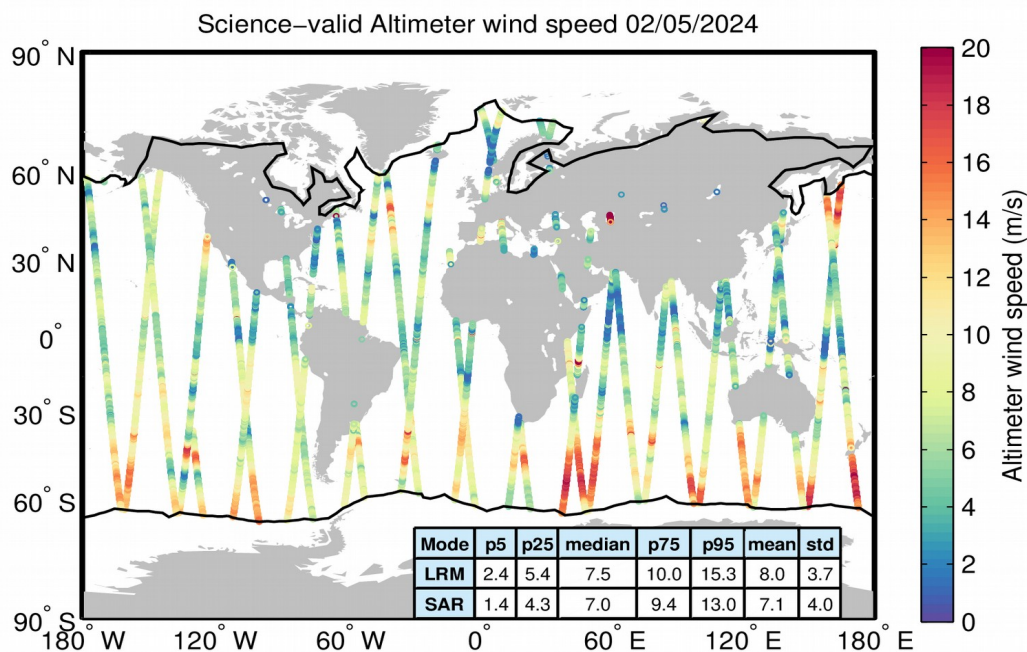 Science−valid Altimeter wind speed 02/05/2024
90° N
60° N
30° N
0°
30° S
60° S
90° S
180° W
120° W
60° W
0°
60° E
120° E
180° E
Mode p5 p25 median p75 p95 mean std
LRM 2.4 5.4 7.5 10.0 15.3 8.0 3.7
SAR 1.4 4.3 7.0 9.4 13.0 7.1 4.0
20
18
16
14
12
10
8
6
4
2
0
Altimeter wind speed (m/s)